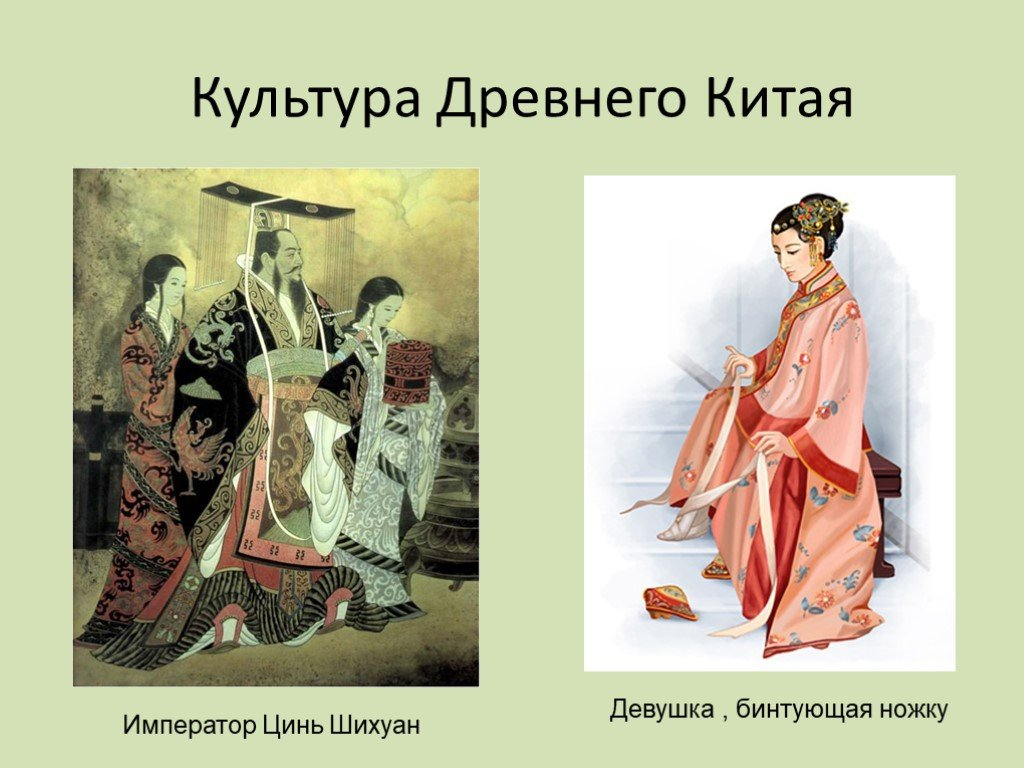 Культура Древнего Китая
Император Цинь Шихуан
Девушка , бинтующая ножку